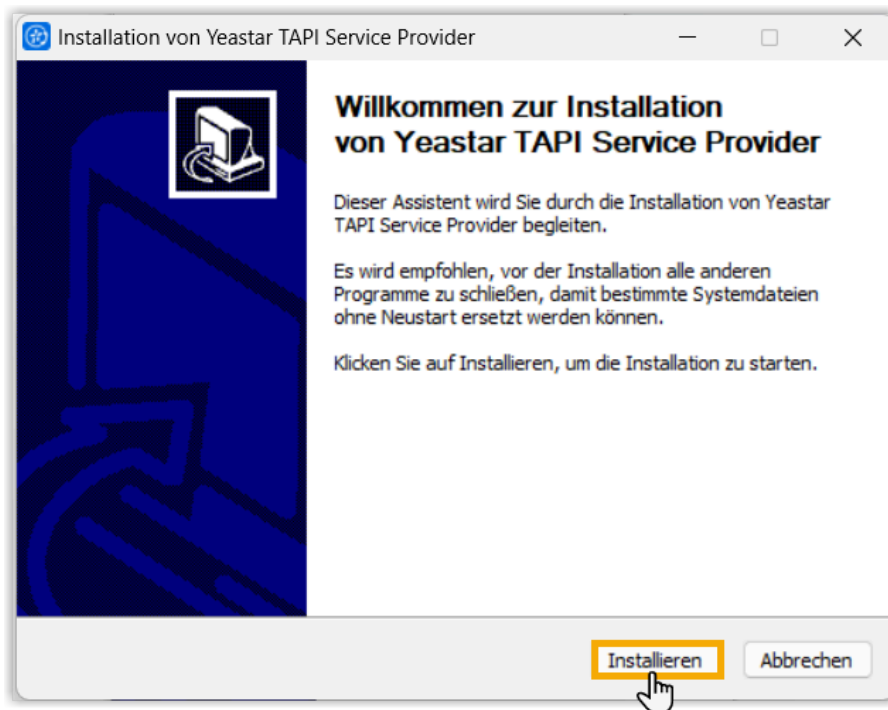 Installation von Yeastar TAPI Service Provider
Willkommen zur Installation
von Yeastar TAPI Service Provider
Dieser Assistent wird Sie durch die Installation von Yeastar
TAPI Service Provider begleiten.
Es wird empfohlen, vor der Installation alle anderen
Programme zu schließen, damit bestimmte Systemdateien
ohne Neustart ersetzt werden können.
Klicken Sie auf Installieren, um die Installation zu starten.
Installieren
Abbrechen